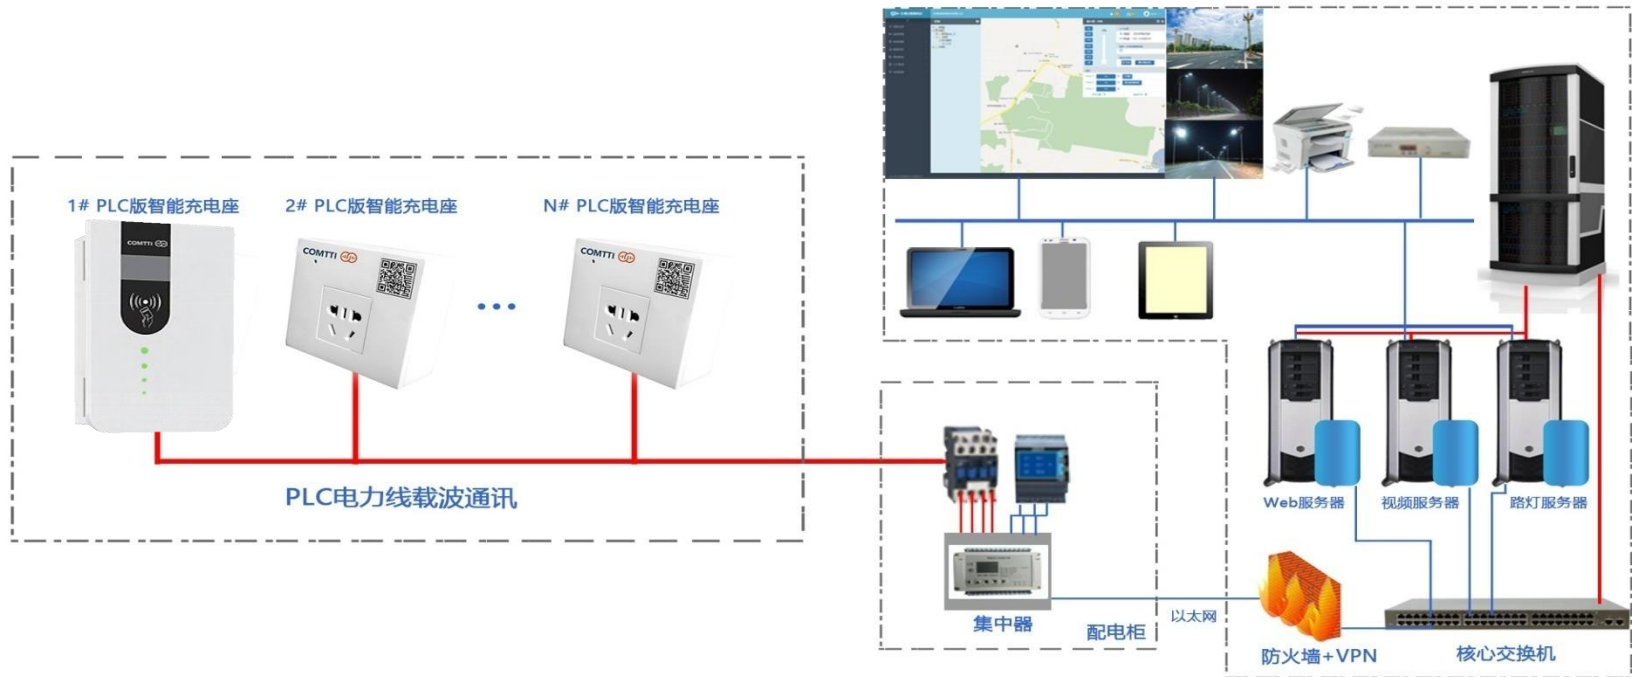 1# PLC版智能充电座
2# PLC版智能充电座
N# PLC版智能充电座
COMTTI
COMTTI
COMTTI
PLC电力线载波通讯
集中器
配电柜
以太网
Web服务器
视频服务器
路灯服务器
防火墙+VPN
核心交换机